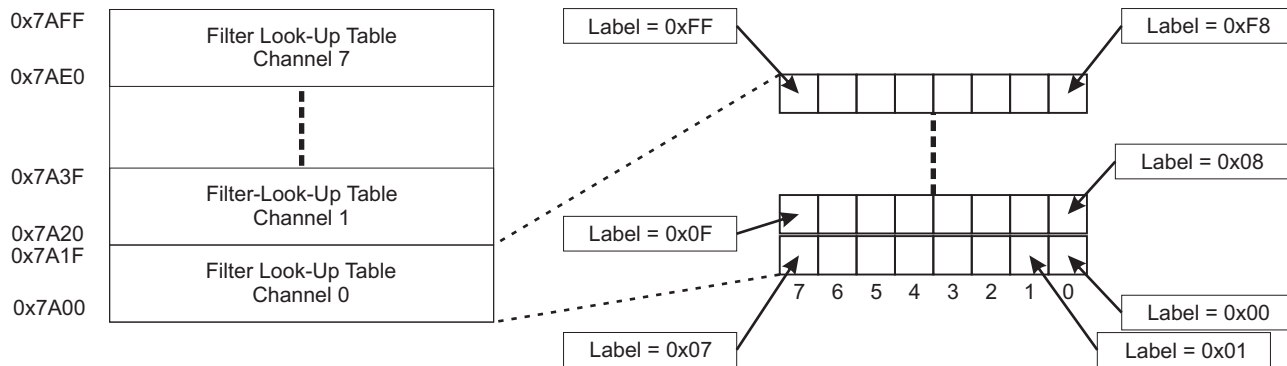 0x7AFF
Filter Look-Up Table
Channel 7
0x7AE0
0x7A3F
Filter-Look-Up Table
Channel 1
0x7A20
0x7A1F
Filter Look-Up Table
Channel 0
0x7A00
Label = 0xFF
Label = 0xF8
Label = 0x08
Label = 0x0F
7 6 5 4 3 2 1 0
Label = 0x00
Label = 0x07
Label = 0x01